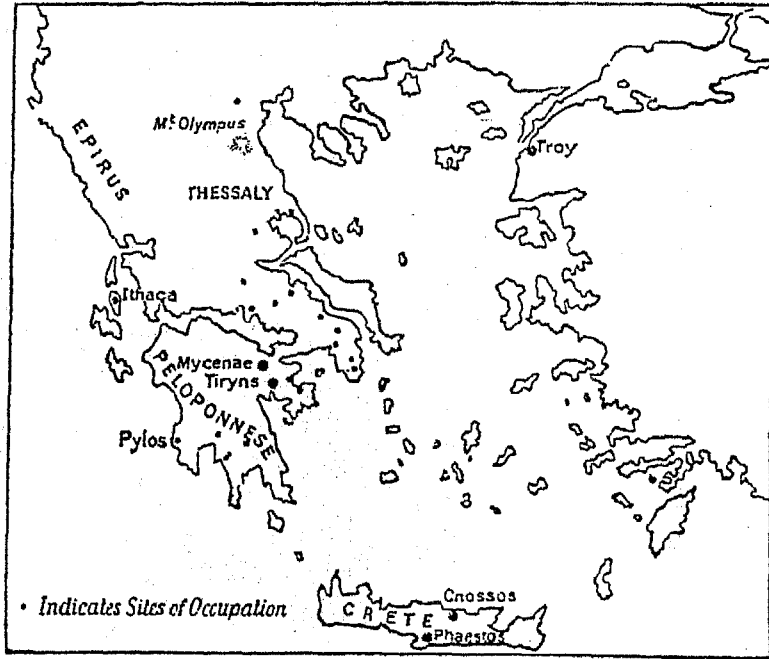 Mt Olympus
EPIRUS
Troy
THESSALY
Ithaca
Mycenae
Tiryns
PELOPONNESE
Pylos
• Indicates Sites of Occupation
CRETE
Cnossos
Phaestos